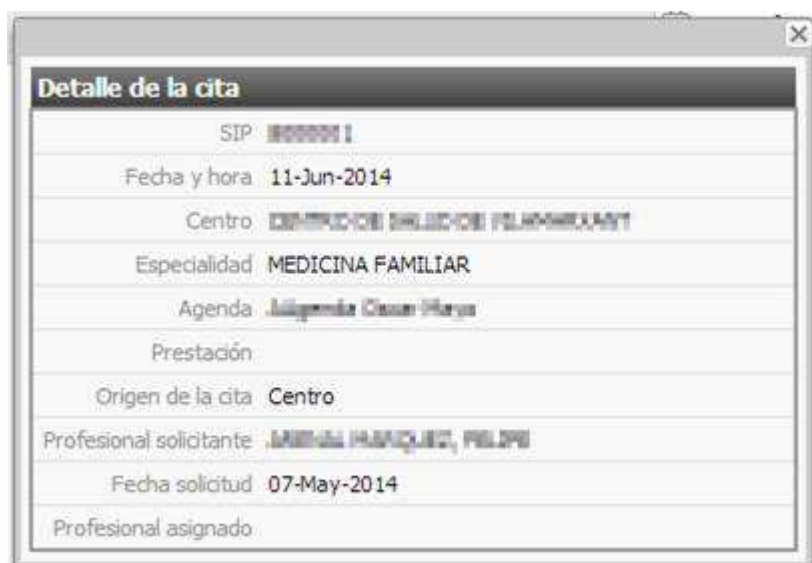 Detalle de la cita
SIP
Fecha y hora 11-Jun-2014
Centro
Especialidad MEDICINA FAMILIAR
Agenda
Prestación
Origen de la cita Centro
Profesional solicitante
Fecha solicitud 07-May-2014
Profesional asignado